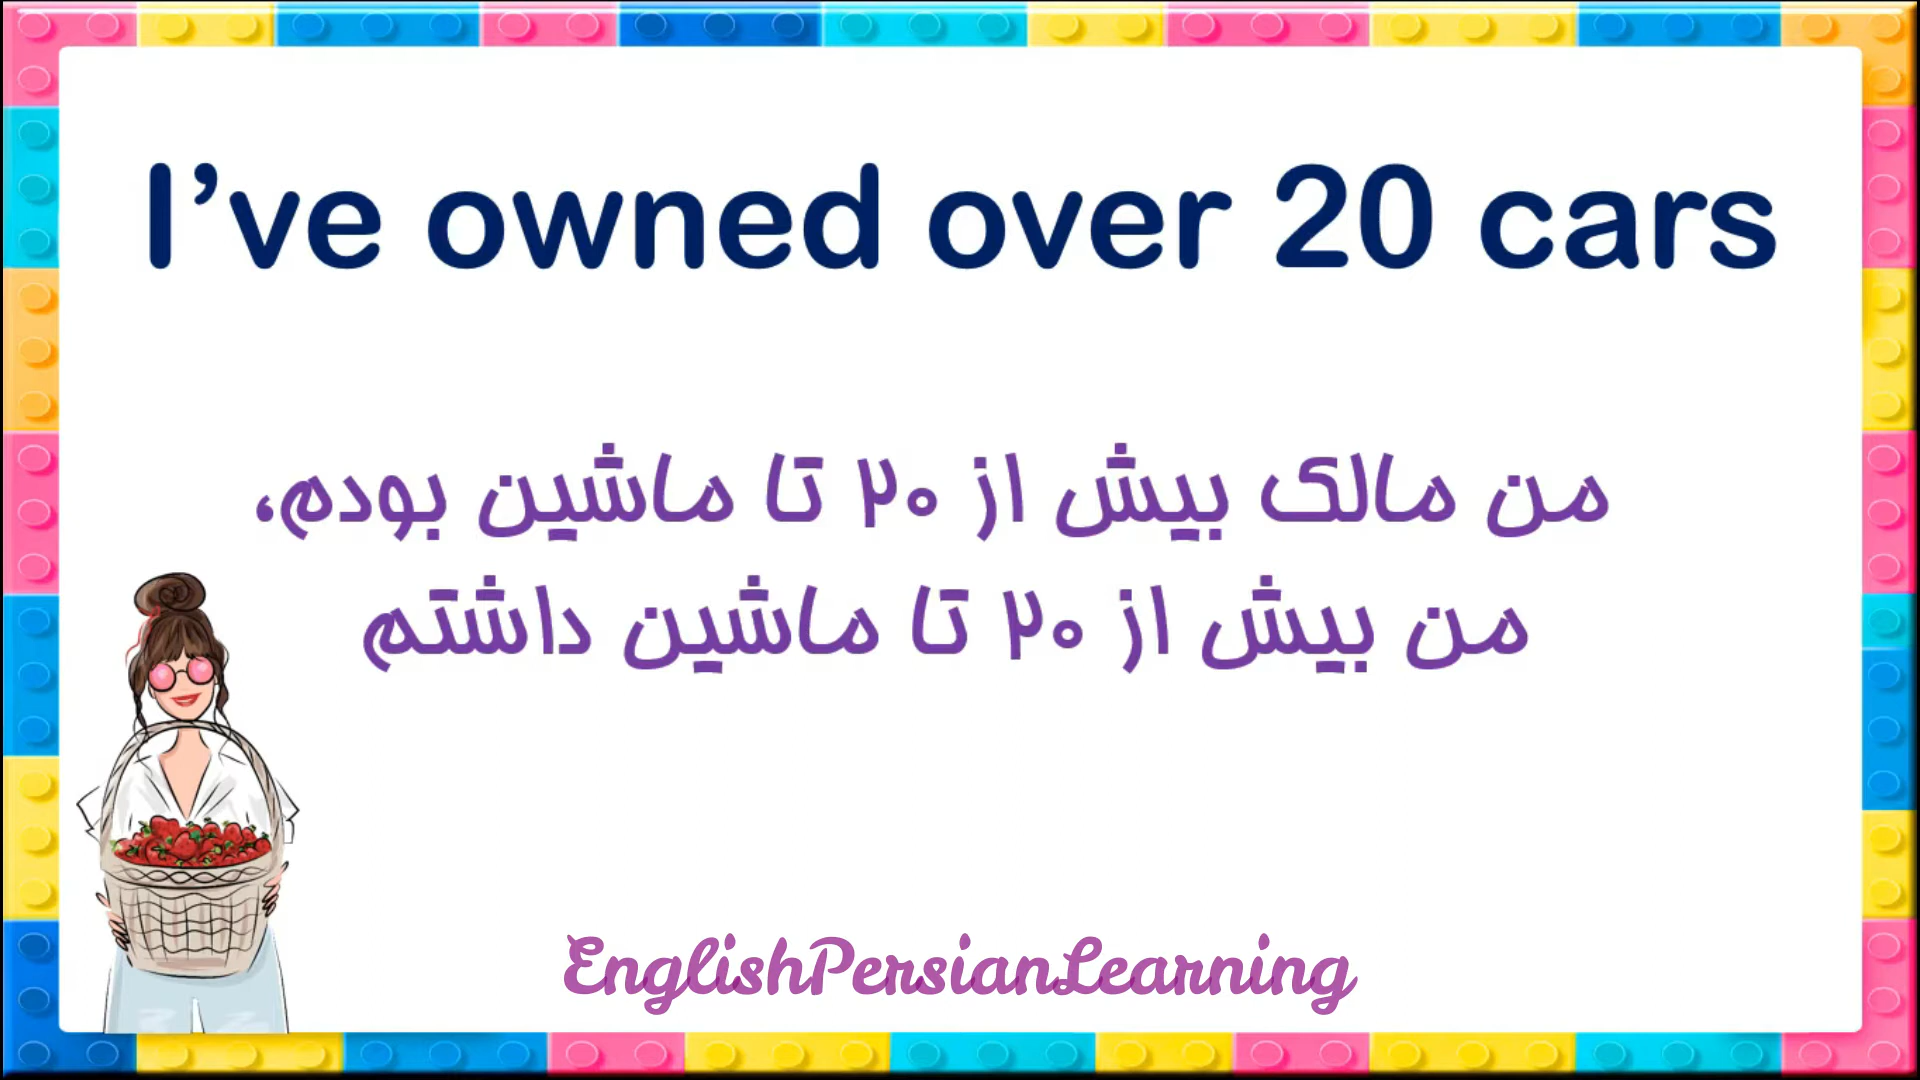 I’ve owned over 20 cars
من مالک بیش از ۲۰ تا ماشین بودم،
من بیش از ۲۰ تا ماشین داشتم
EnglishPersianLearning